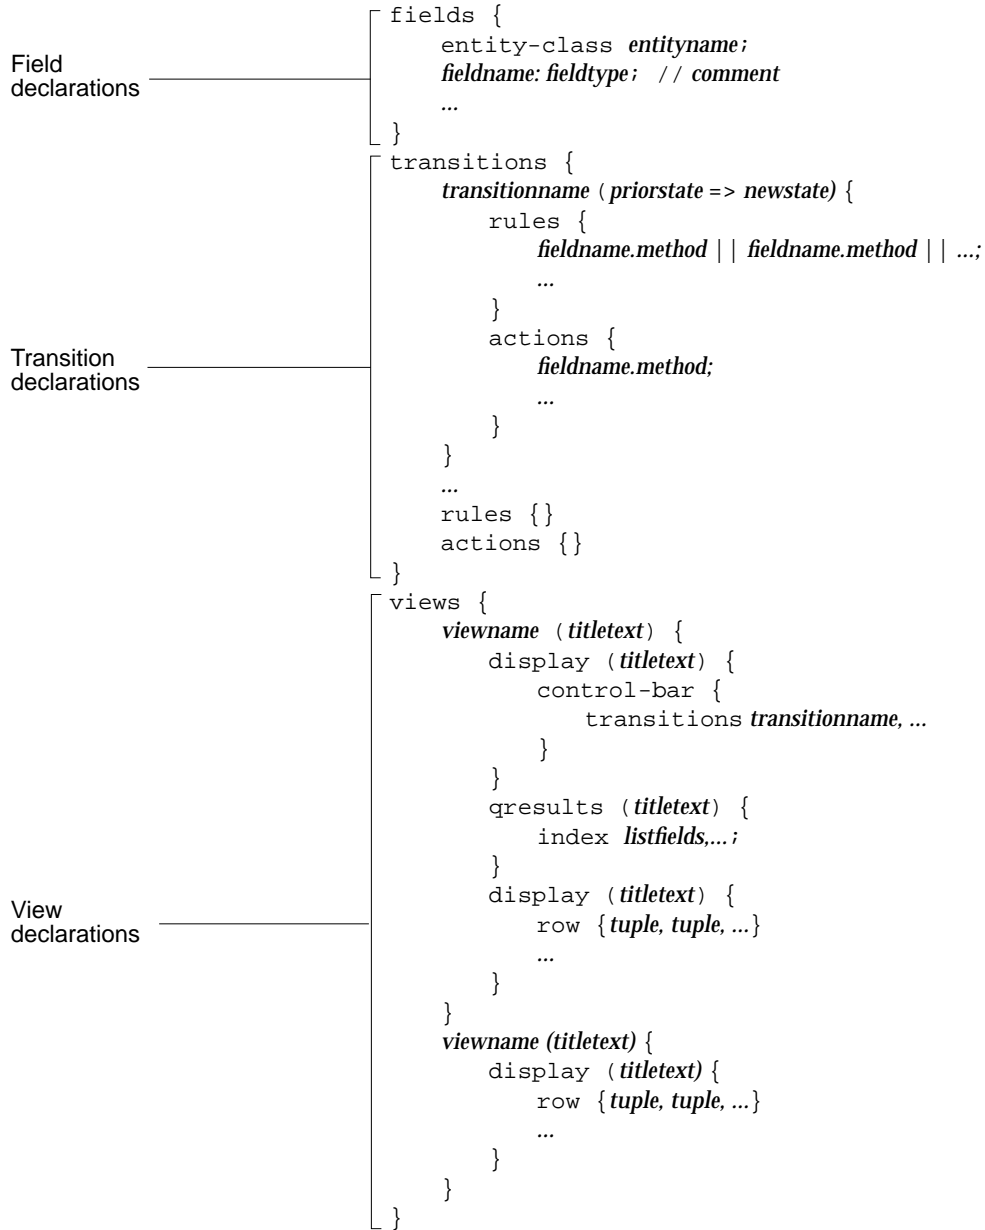 Field
declarations
fields {
entity-class entityname;
fieldname: fieldtype; // comment
...
}
Transition
declarations
transitions {
transitionname (priorstate => newstate) {
rules {
fieldname.method || fieldname.method || ...;
...
}
actions {
fieldname.method;
...
}
}
...
rules {}
actions {}
}
View
declarations
views {
viewname (titletext) {
display (titletext) {
control-bar {
transitions transitionname, ...
}
}
qresults (titletext) {
index listfields,...;
}
display (titletext) {
row {tuple, tuple, ...}
...
}
}
viewname (titletext) {
display (titletext) {
row {tuple, tuple, ...}
...
}
}
}